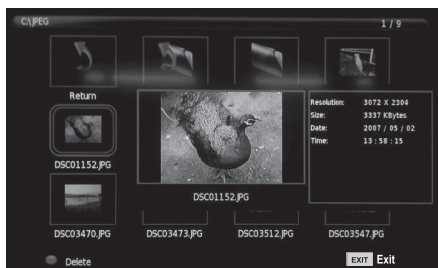 C:\JPEG 1 / 9
Return
Resolution: 3072 X 2304
Size: 3337 KBytes
Date: 2007 / 05 / 02
Time: 13 : 58 : 15
DSC01152.JPG
DSC01152.JPG
DSC03470.JPG DSC03473.JPG DSC03512.JPG DSC03547.JPG
Delete EXIT Exit